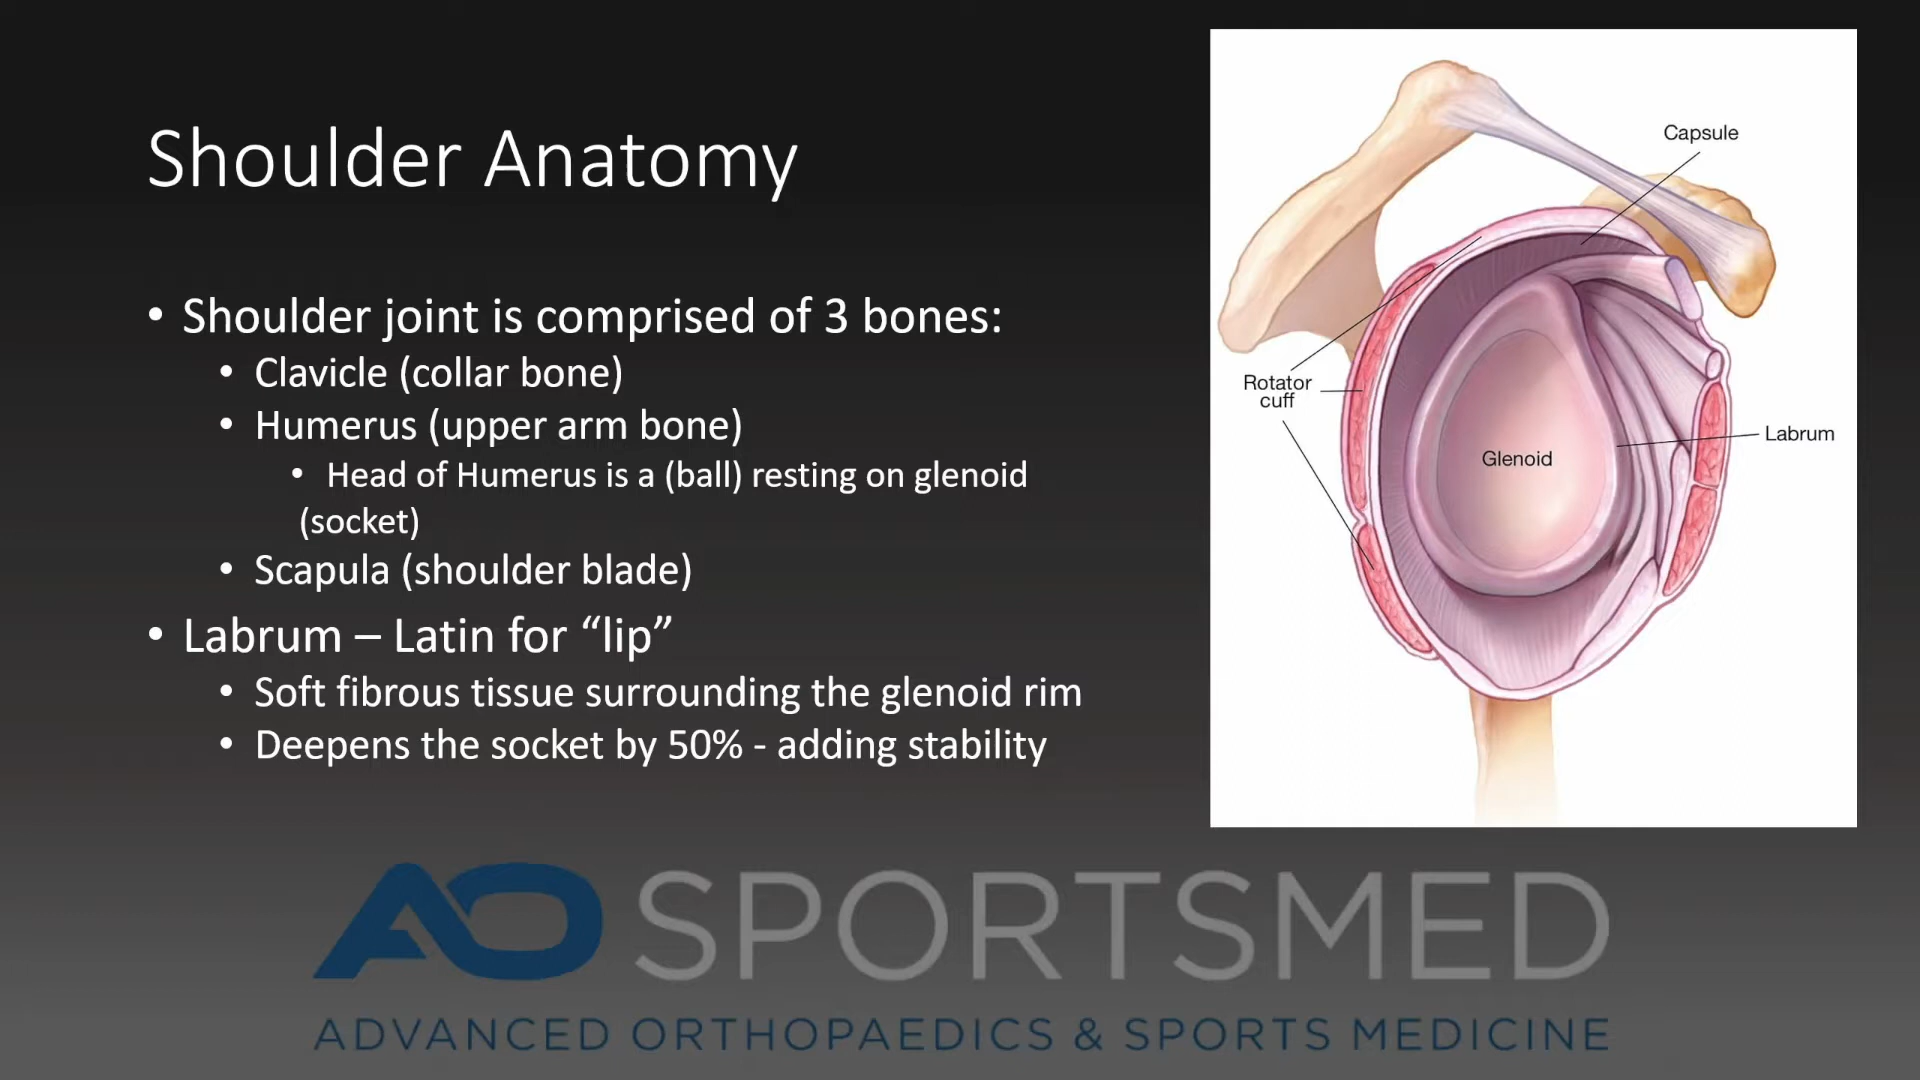 Shoulder Anatomy
• Shoulder joint is comprised of 3 bones:
• Clavicle (collar bone)
• Humerus (upper arm bone)
• Head of Humerus is a (ball) resting on glenoid
(socket)
• Scapula (shoulder blade)
• Labrum – Latin for “lip”
• Soft fibrous tissue surrounding the glenoid rim
• Deepens the socket by 50% - adding stability
Capsule
Rotator
cuff
Labrum
Glenoid
AO SPORTSMED
ADVANCED ORTHOPAEDICS & SPORTS MEDICINE